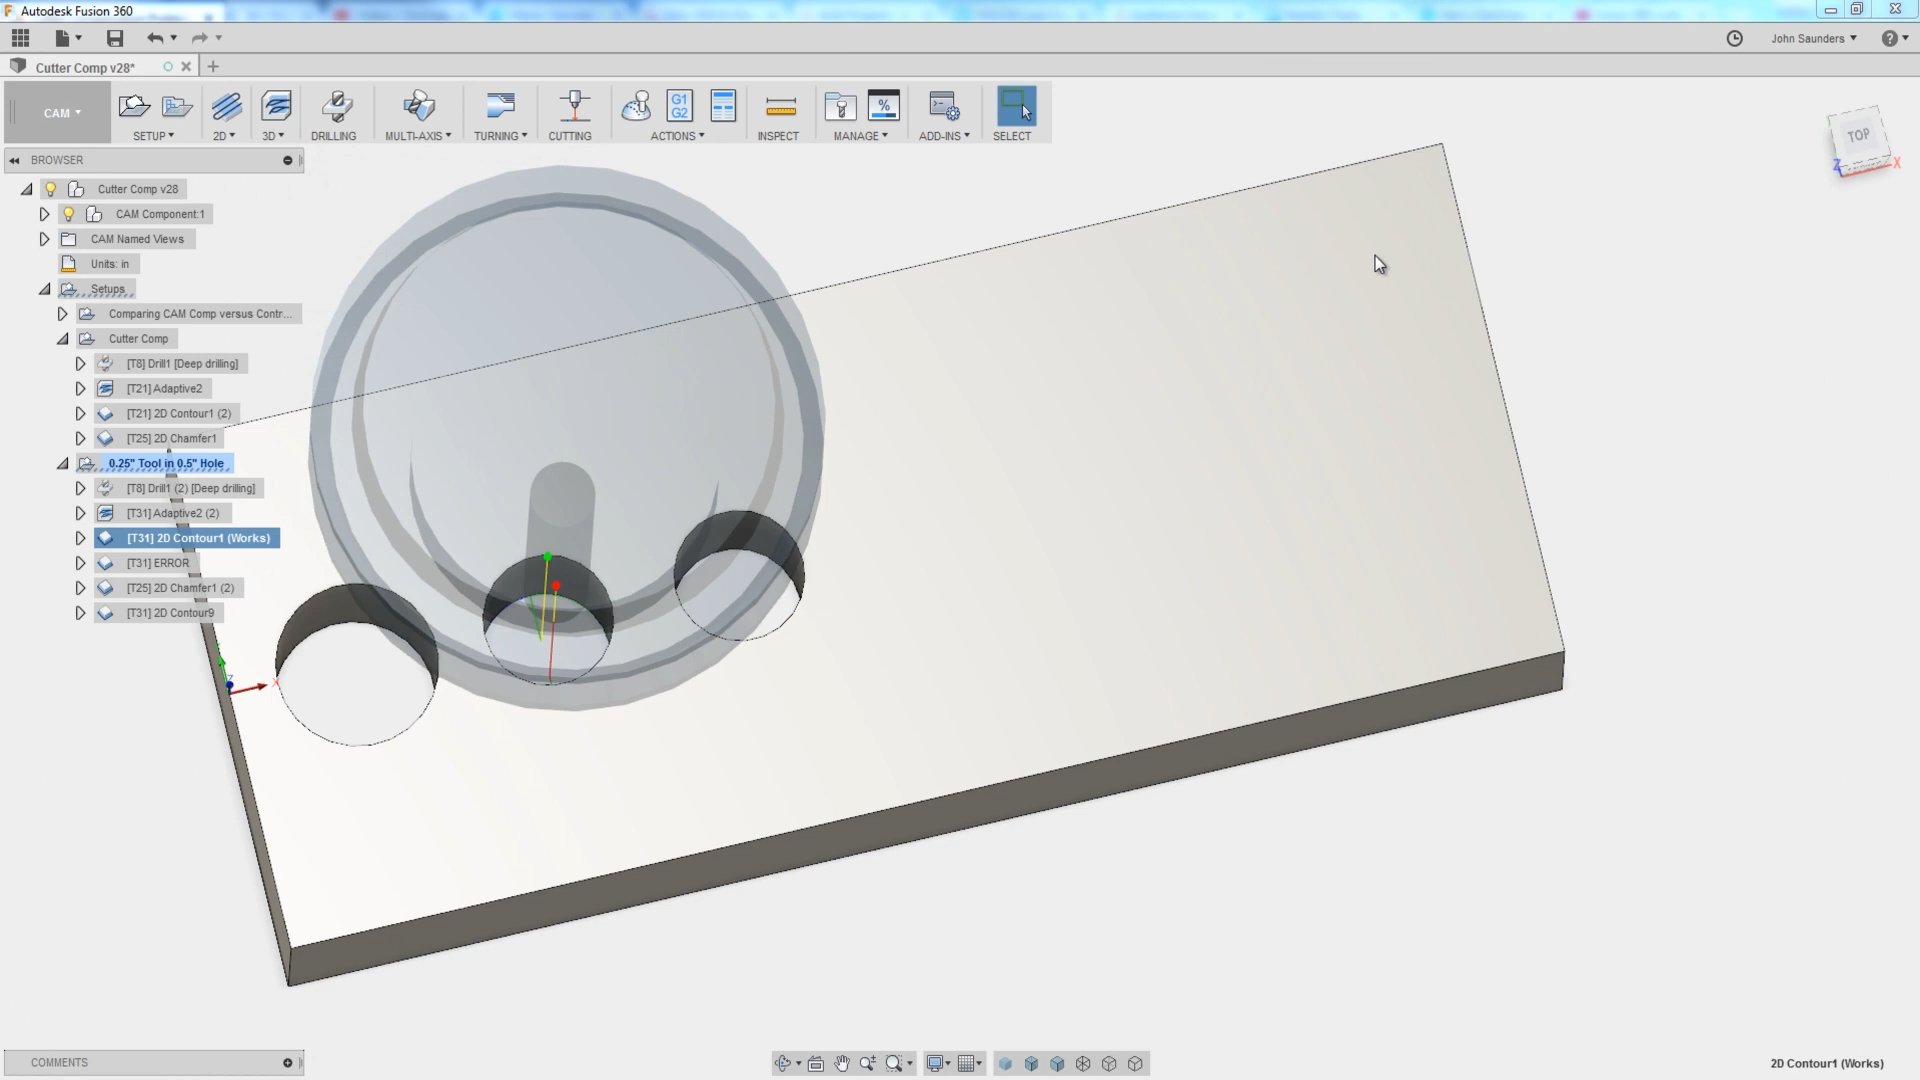 Autodesk Fusion 360
John Saunders
Cutter Comp v28*
CAM
G1
G2
%
SETUP
2D
3D
DRILLING
MULTI-AXIS
TURNING
CUTTING
ACTIONS
INSPECT
MANAGE
ADD-INS
SELECT
TOP
Z
X
BROWSER
Cutter Comp v28
CAM Component:1
CAM Named Views
Units: in
Setups
Comparing CAM Comp versus Contr...
Cutter Comp
[T8] Drill1 [Deep drilling]
[T21] Adaptive2
[T21] 2D Contour1 (2)
[T25] 2D Chamfer1
0.25" Tool in 0.5" Hole
[T8] Drill1 (2) [Deep drilling]
[T31] Adaptive2 (2)
[T31] 2D Contour1 (Works)
[T31] ERROR
[T25] 2D Chamfer1 (2)
[T31] 2D Contour9
Z
X
COMMENTS
2D Contour1 (Works)